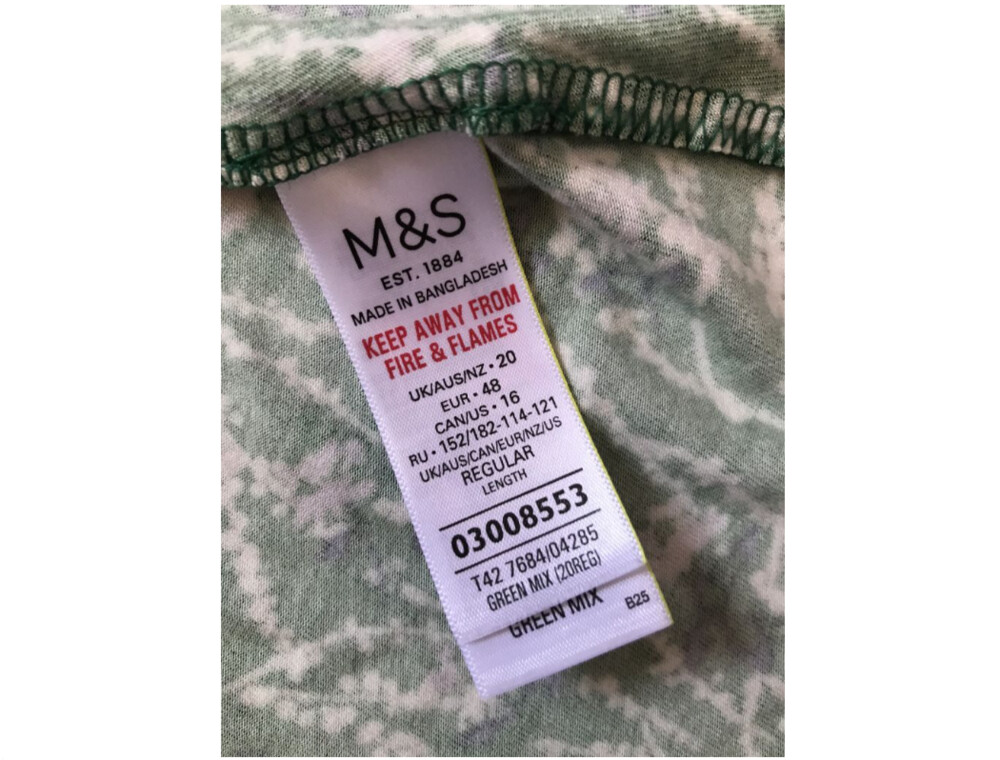 M&S
EST. 1884
MADE IN BANGLADESH
KEEP AWAY FROM
FIRE & FLAMES
UK/AUS/NZ • 20
EUR • 48
CAN/US • 16
RU • 152/182-114-121
UK/AUS/CAN/EUR/NZ/US
REGULAR
LENGTH
03008553
T42 7684/04285
GREEN MIX (20REG)
GREEN MIX B25